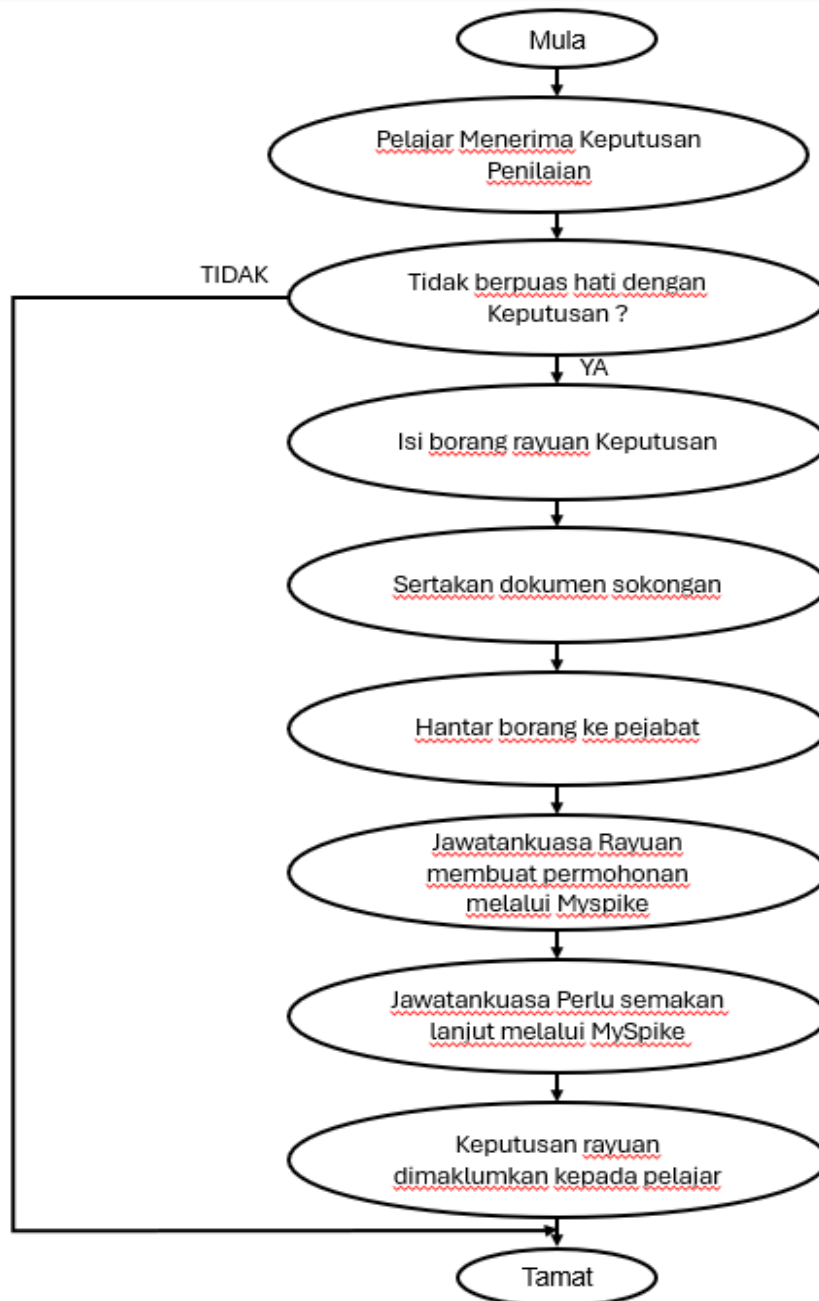 Mula
Pelajar Menerima Keputusan
Penilaian
TIDAK
Tidak berpuas hati dengan
Keputusan ?
YA
Isi borang rayuan Keputusan
Sertakan dokumen sokongan
Hantar borang ke pejabat
Jawatankuasa Rayuan
membuat permohonan
melalui Myspike
Jawatankuasa Perlu semakan
lanjut melalui MySpike
Keputusan rayuan
dimaklumkan kepada pelajar
Tamat